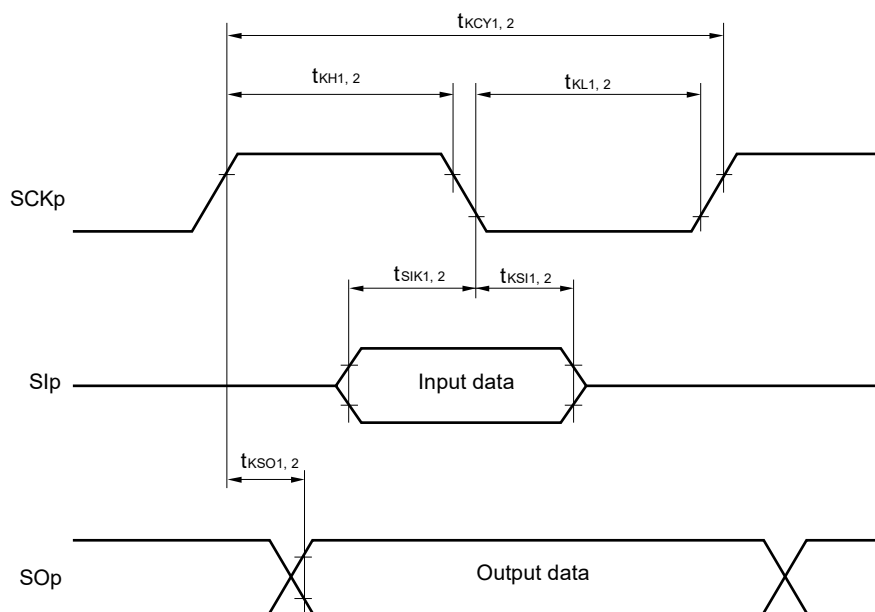 tKCY1, 2
tKH1, 2
tKL1, 2
SCKp
tSIK1, 2
tKSI1, 2
SIp
Input data
tKSO1, 2
SOp
Output data